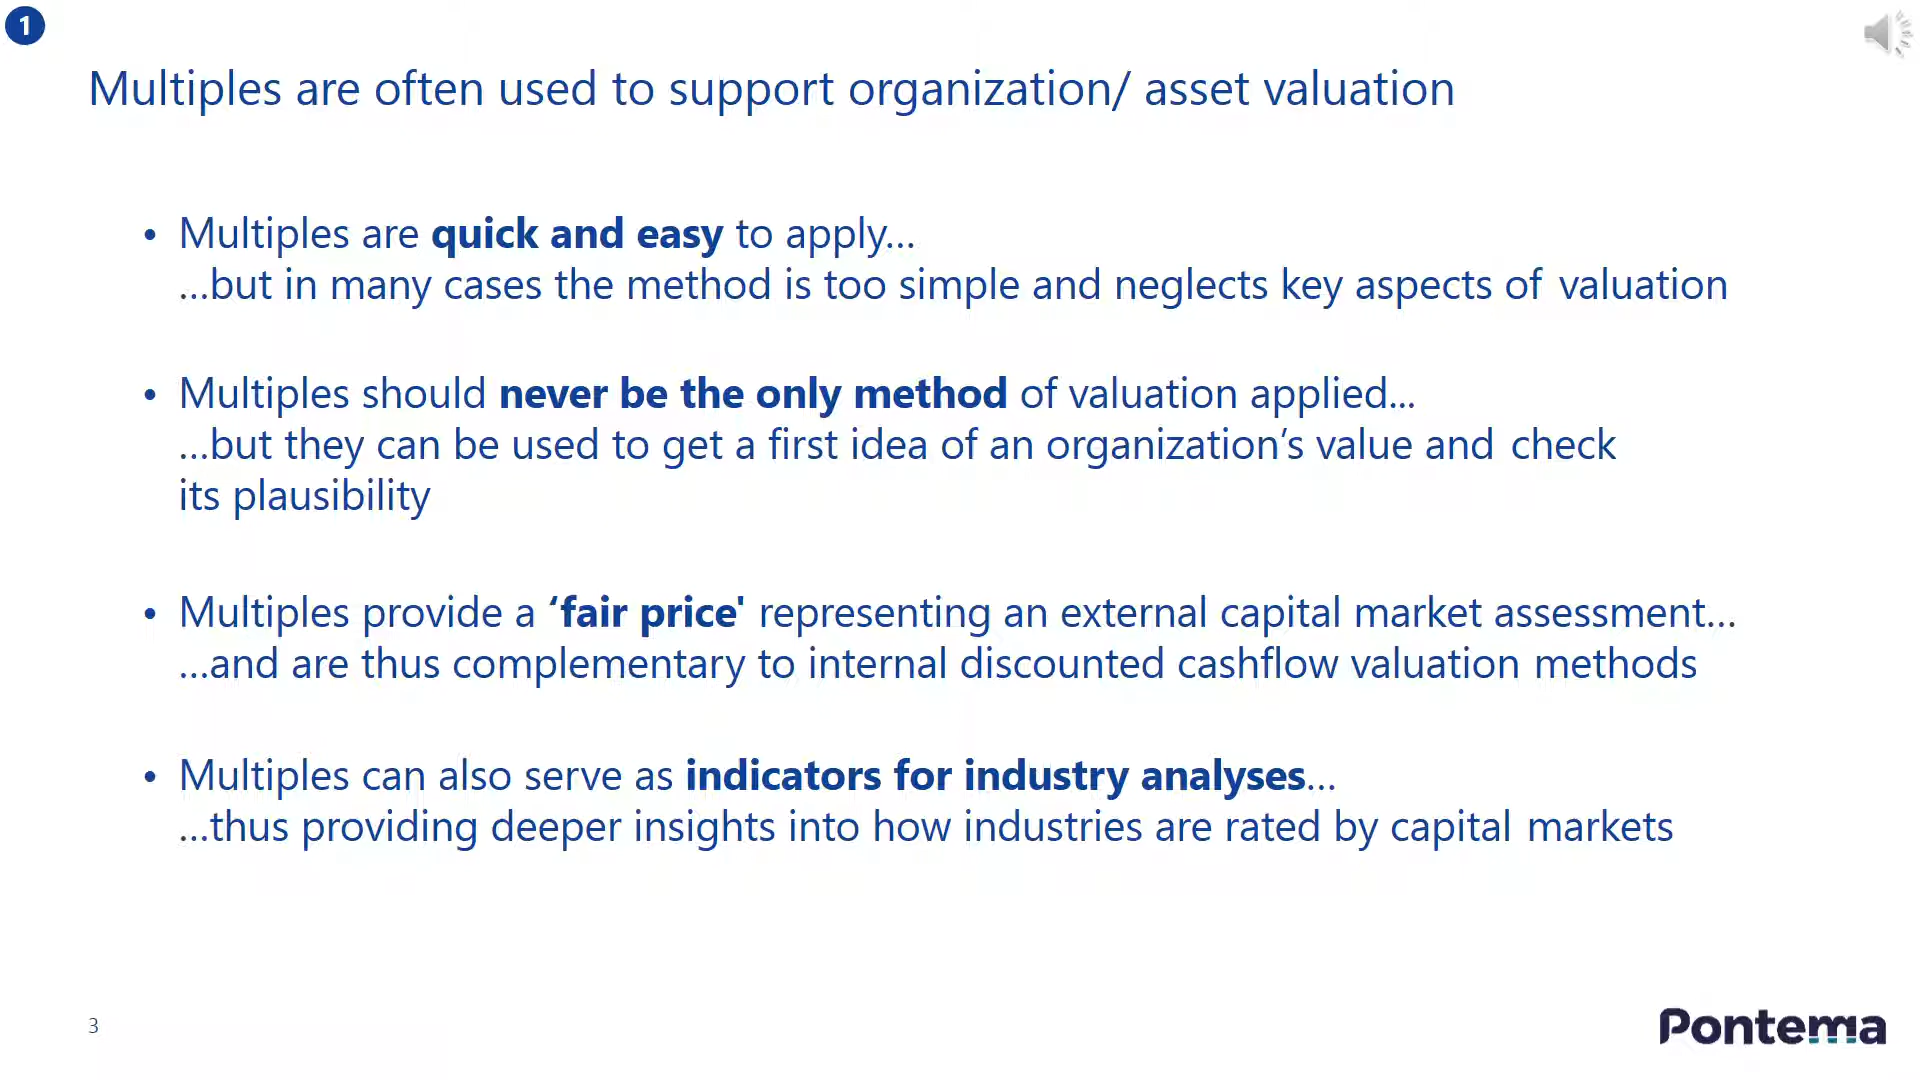 1
Multiples are often used to support organization/ asset valuation
• Multiples are quick and easy to apply...
...but in many cases the method is too simple and neglects key aspects of valuation
• Multiples should never be the only method of valuation applied...
...but they can be used to get a first idea of an organization’s value and check
its plausibility
• Multiples provide a ‘fair price' representing an external capital market assessment...
...and are thus complementary to internal discounted cashflow valuation methods
• Multiples can also serve as indicators for industry analyses...
...thus providing deeper insights into how industries are rated by capital markets
3
Pontema